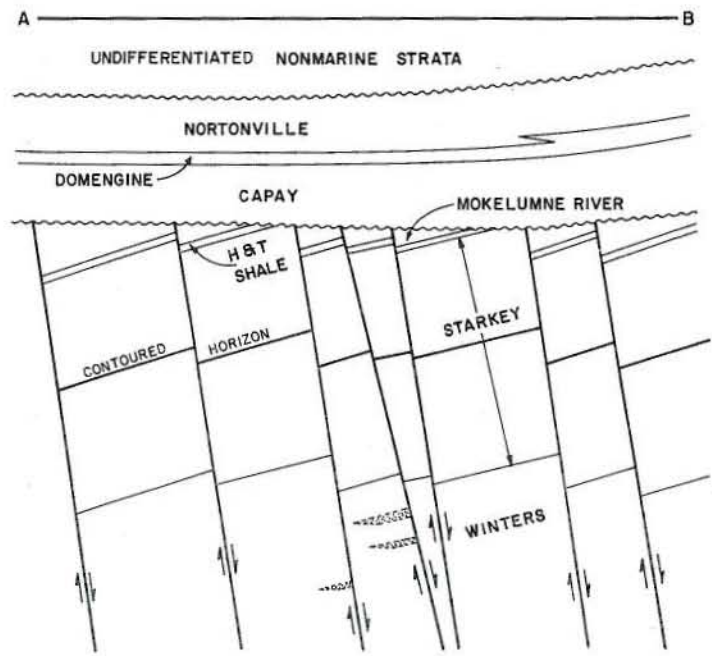 A B
UNDIFFERENTIATED NONMARINE STRATA
NORTONVILLE
DOMENGINE
CAPAY
MOKELUMNE RIVER
H&T
SHALE
STARKEY
CONTOURED HORIZON
WINTERS